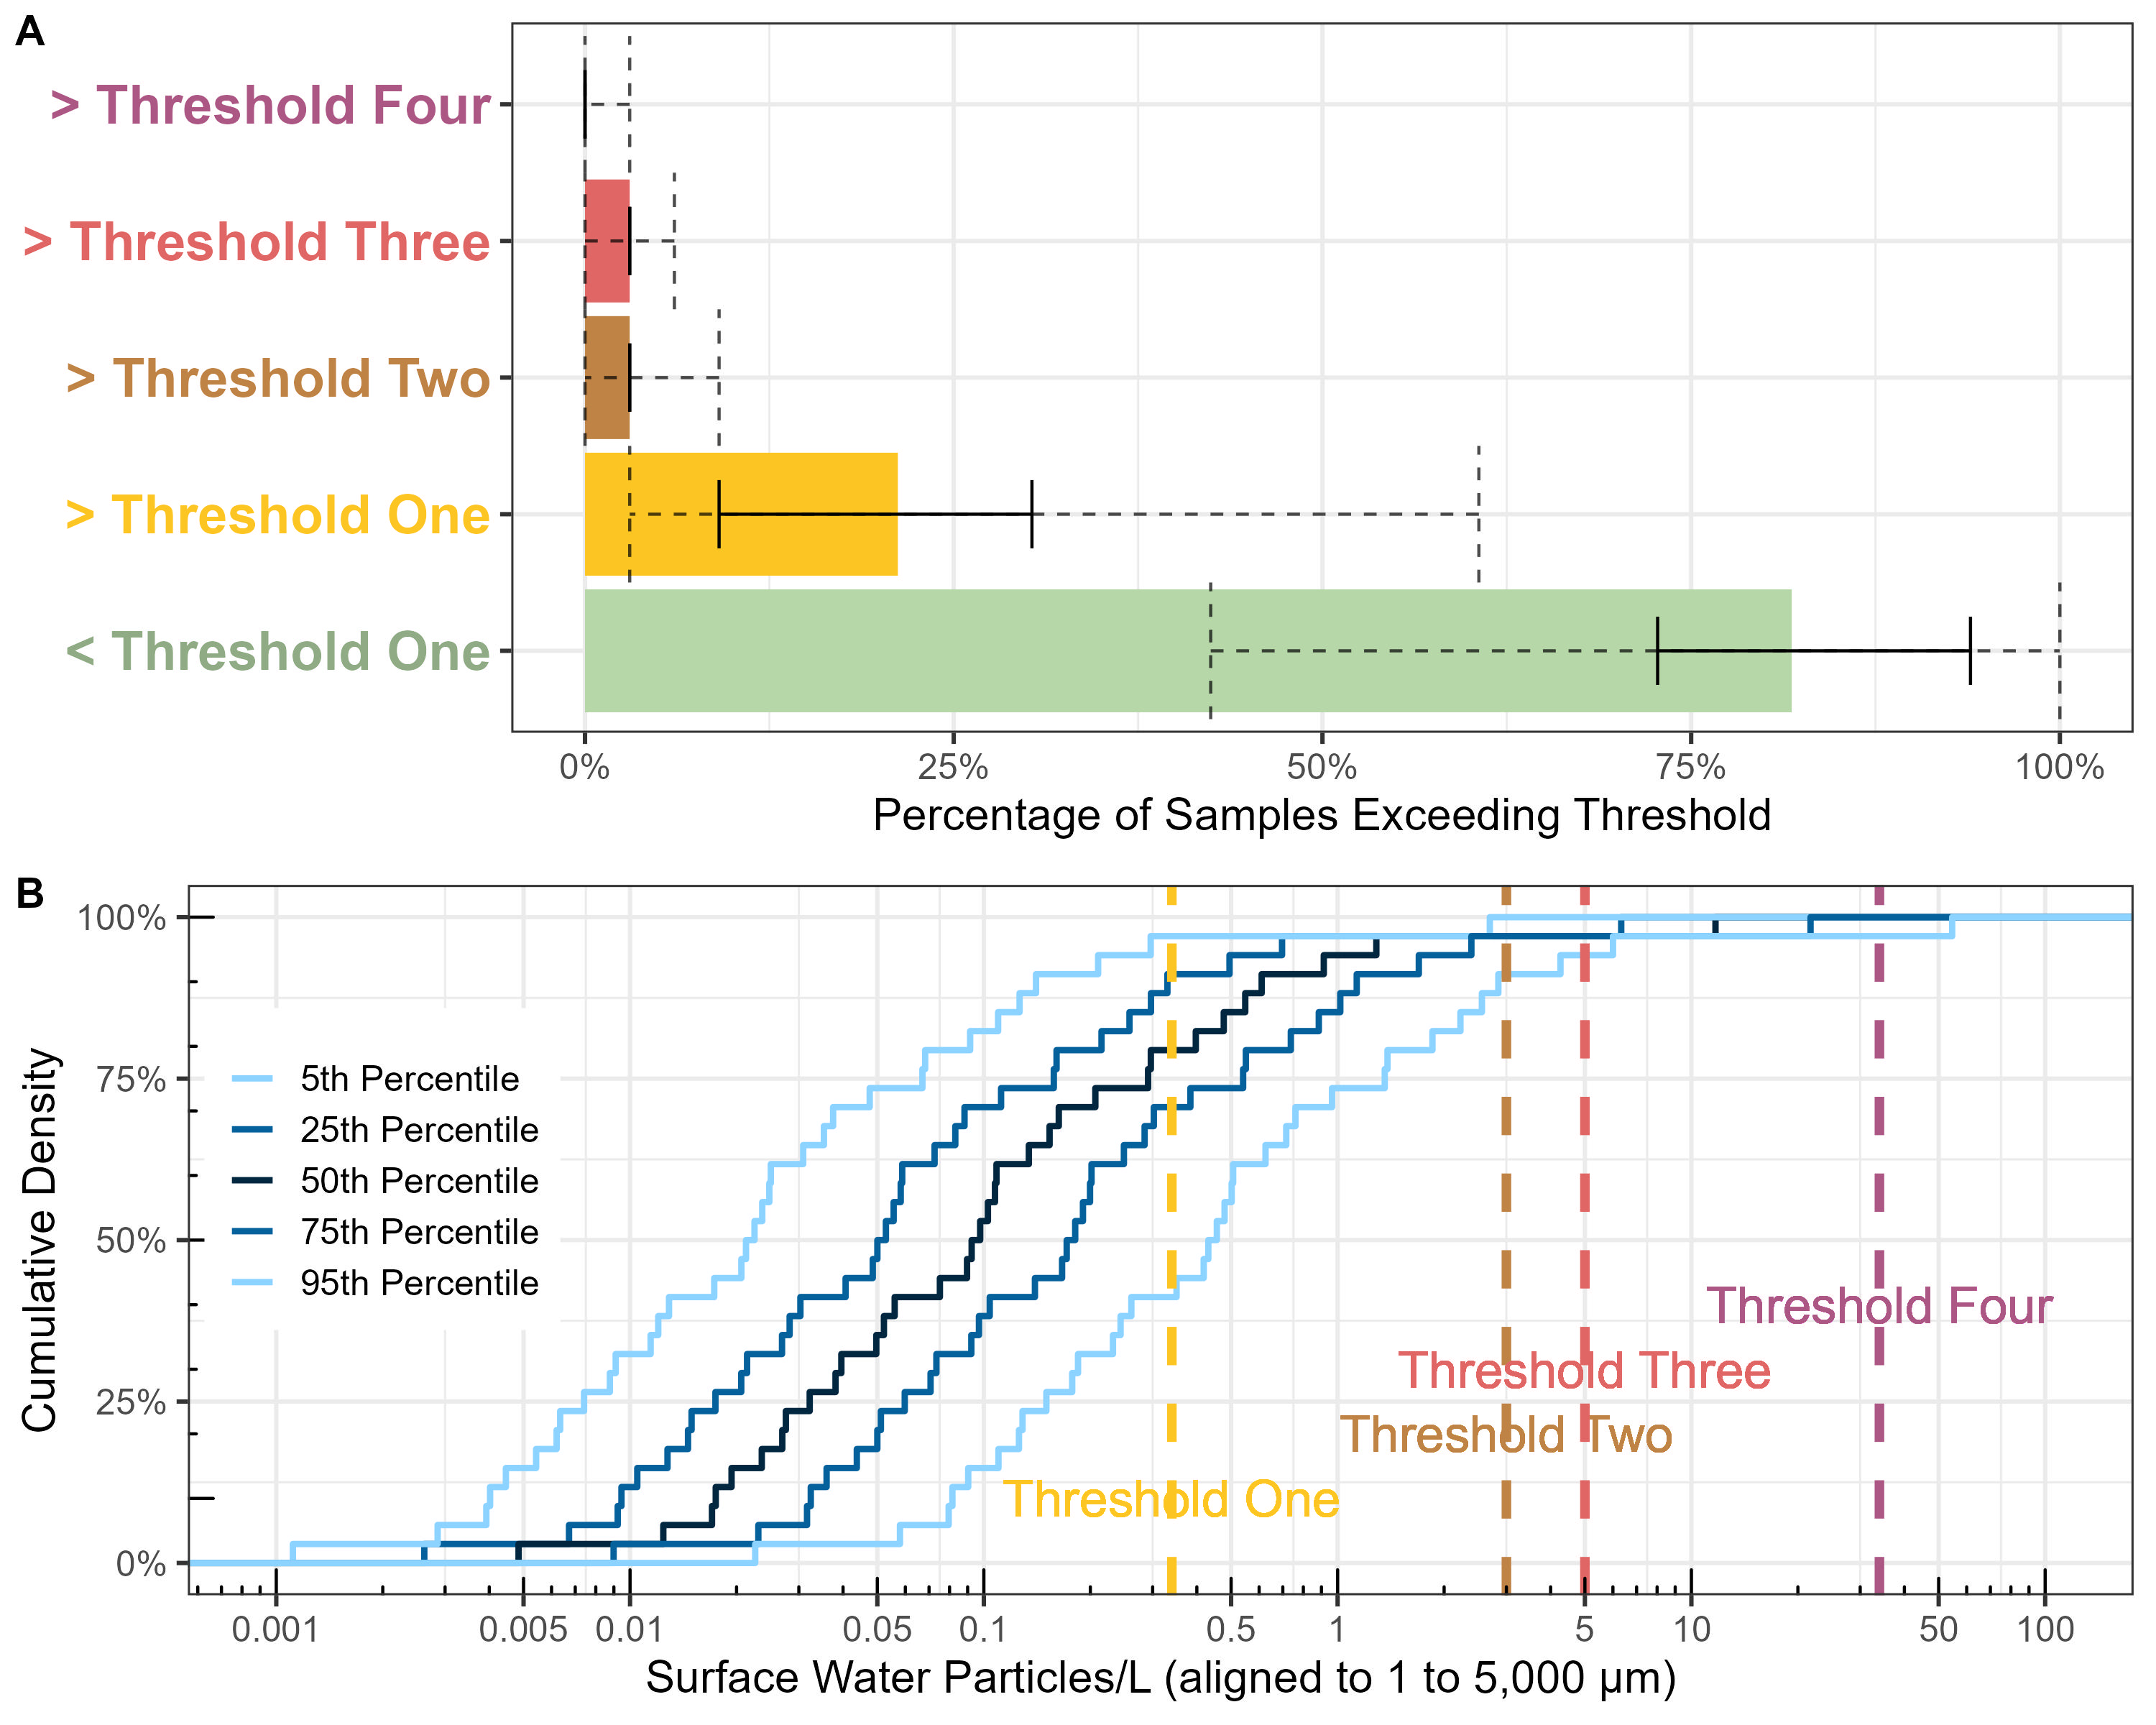 A
> Threshold Four
> Threshold Three
> Threshold Two
> Threshold One
< Threshold One
0% 25% 50% 75% 100%
Percentage of Samples Exceeding Threshold
B
100%
75%
50%
25%
0%
Cumulative Density
5th Percentile
25th Percentile
50th Percentile
75th Percentile
95th Percentile
Threshold Four
Threshold Three
Threshold Two
Threshold One
0.001 0.005 0.01 0.05 0.1 0.5 1 5 10 50 100
Surface Water Particles/L (aligned to 1 to 5,000 µm)